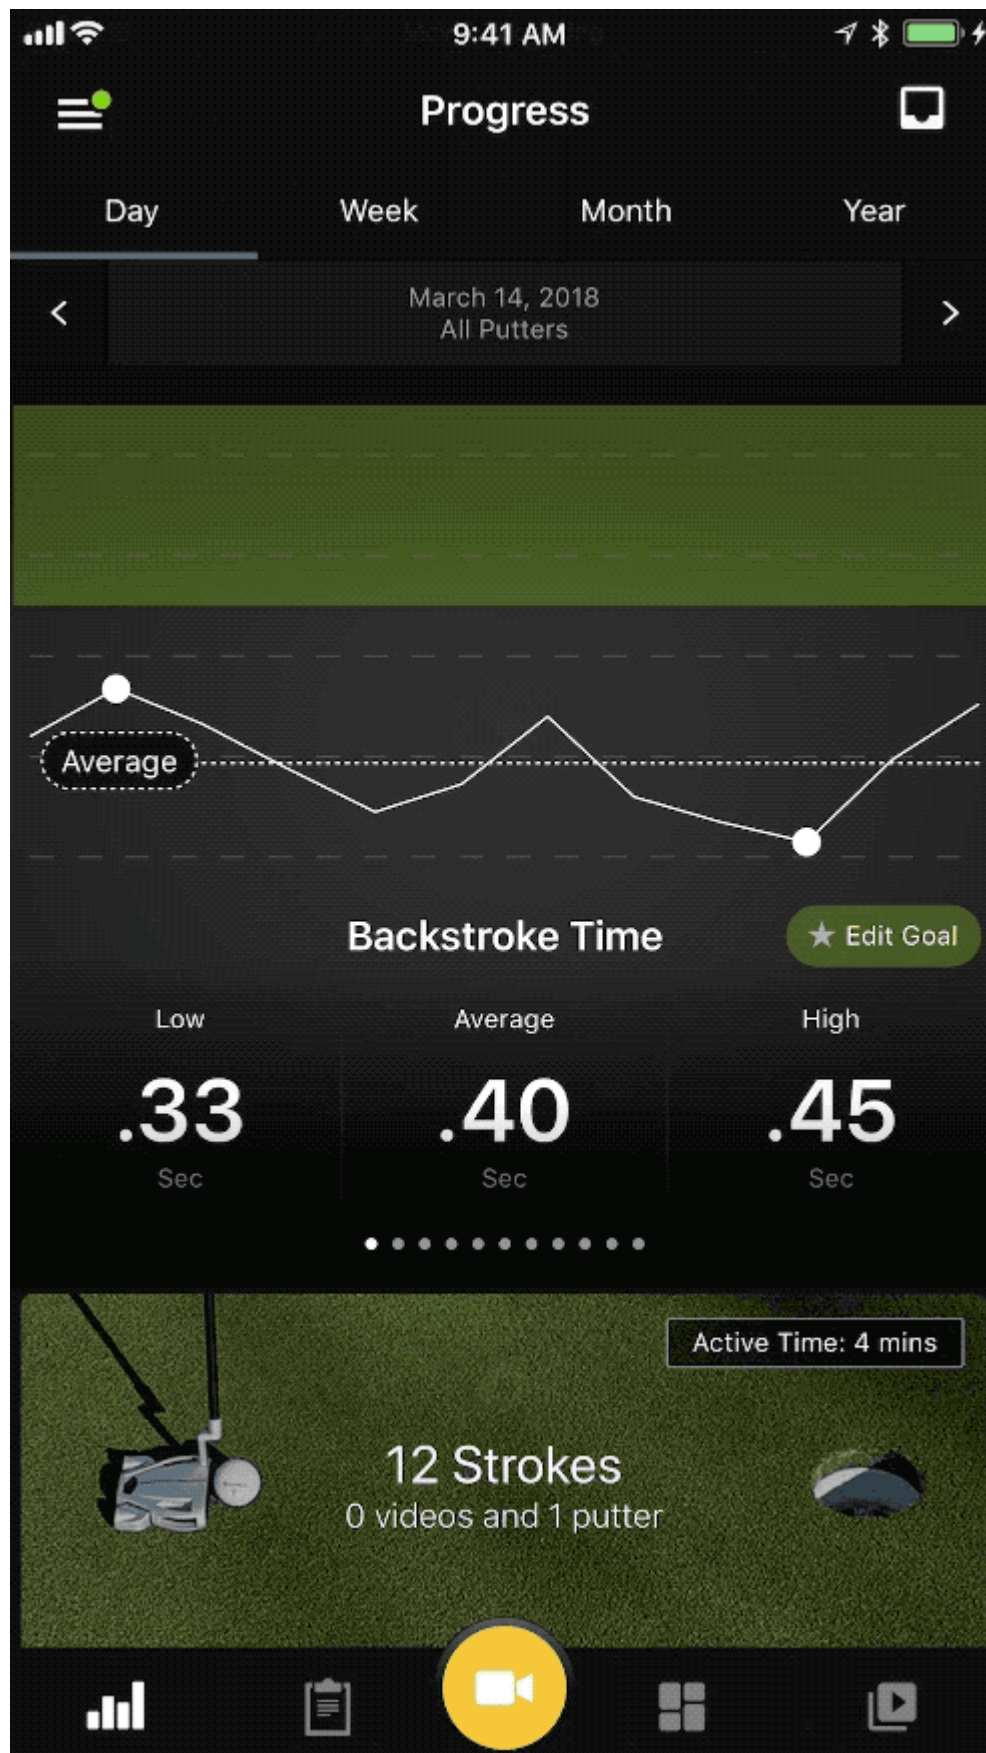 9:41 AM
Progress
Day Week Month Year
March 14, 2018
All Putters
Average
Backstroke Time
Edit Goal
Low Average High
.33 .40 .45
Sec Sec Sec
Active Time: 4 mins
12 Strokes
0 videos and 1 putter